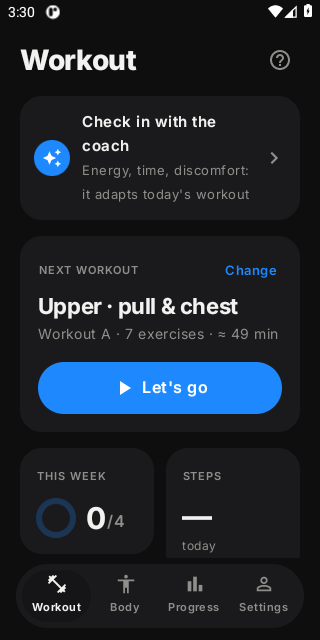 3:30
Workout
Check in with the
coach
Energy, time, discomfort:
it adapts today's workout
NEXT WORKOUT
Change
Upper · pull & chest
Workout A · 7 exercises · ≈ 49 min
Let's go
THIS WEEK
0/4
STEPS
—
today
Workout
Body
Progress
Settings